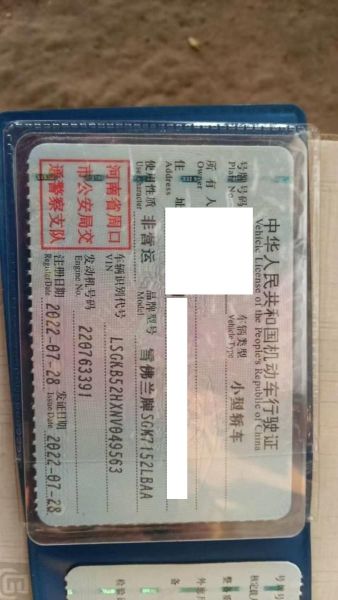 中华人民共和国机动车行驶证
Vehicle License of the People's Republic of China
号牌号码
Plate No.
车辆类型
Vehicle Type
小型轿车
所有人
Owner
住址
Address
使用性质
Use Character
非营运
品牌型号
Model
雪佛兰牌SGK7152LBAA
河南省周口
市公安局交
通警察支队
车辆识别代号
VIN
LSGKB52HXNV049563
发动机号码
Engine No.
220763391
注册日期
Register Date
2022-07-28
发证日期
Issue Date
2022-07-28